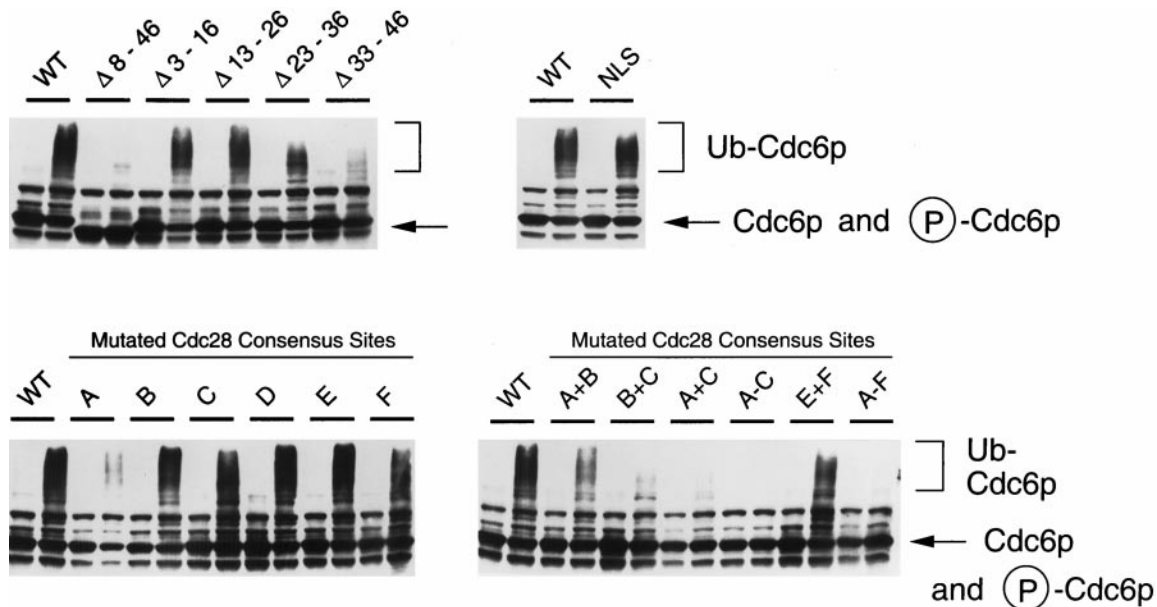 WT Δ 8 - 46 Δ 3 - 16 Δ 13 - 26 Δ 23 - 36 Δ 33 - 46
WT NLS
Ub-Cdc6p
Cdc6p and P -Cdc6p
Mutated Cdc28 Consensus Sites
WT A B C D E F
Mutated Cdc28 Consensus Sites
WT A+B B+C A+C A-C E+F A-F
Ub-
Cdc6p
Cdc6p
and P -Cdc6p